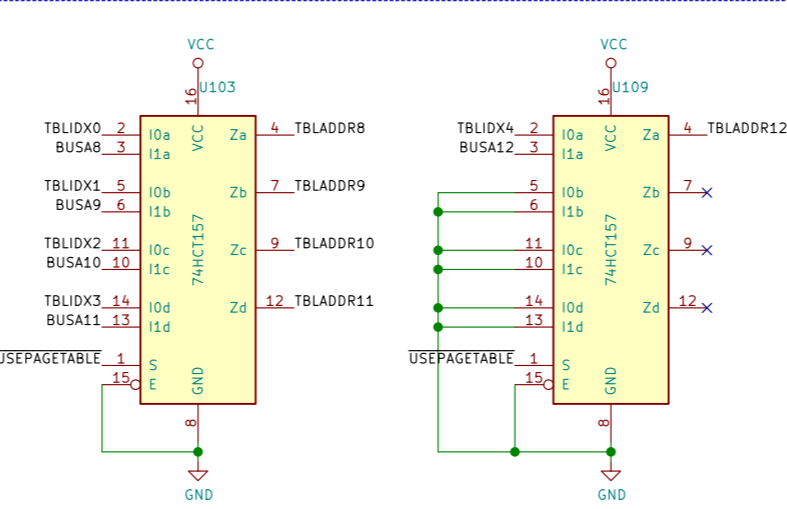 VCC
16
U103
TBLIDX0 2 I0a VCC Za 4 TBLADDR8
BUSA8 3 I1a
TBLIDX1 5 I0b Zb 7 TBLADDR9
BUSA9 6 I1b
74HCT157
TBLIDX2 11 I0c Zc 9 TBLADDR10
BUSA10 10 I1c
TBLIDX3 14 I0d Zd 12 TBLADDR11
BUSA11 13 I1d
USEPAGETABLE 1 S
15 E GND
8
GND
VCC
16
U109
TBLIDX4 2 I0a VCC Za 4 TBLADDR12
BUSA12 3 I1a
5 I0b Zb 7
6 I1b
74HCT157
11 I0c Zc 9
10 I1c
14 I0d Zd 12
13 I1d
USEPAGETABLE 1 S
15 E GND
8
GND